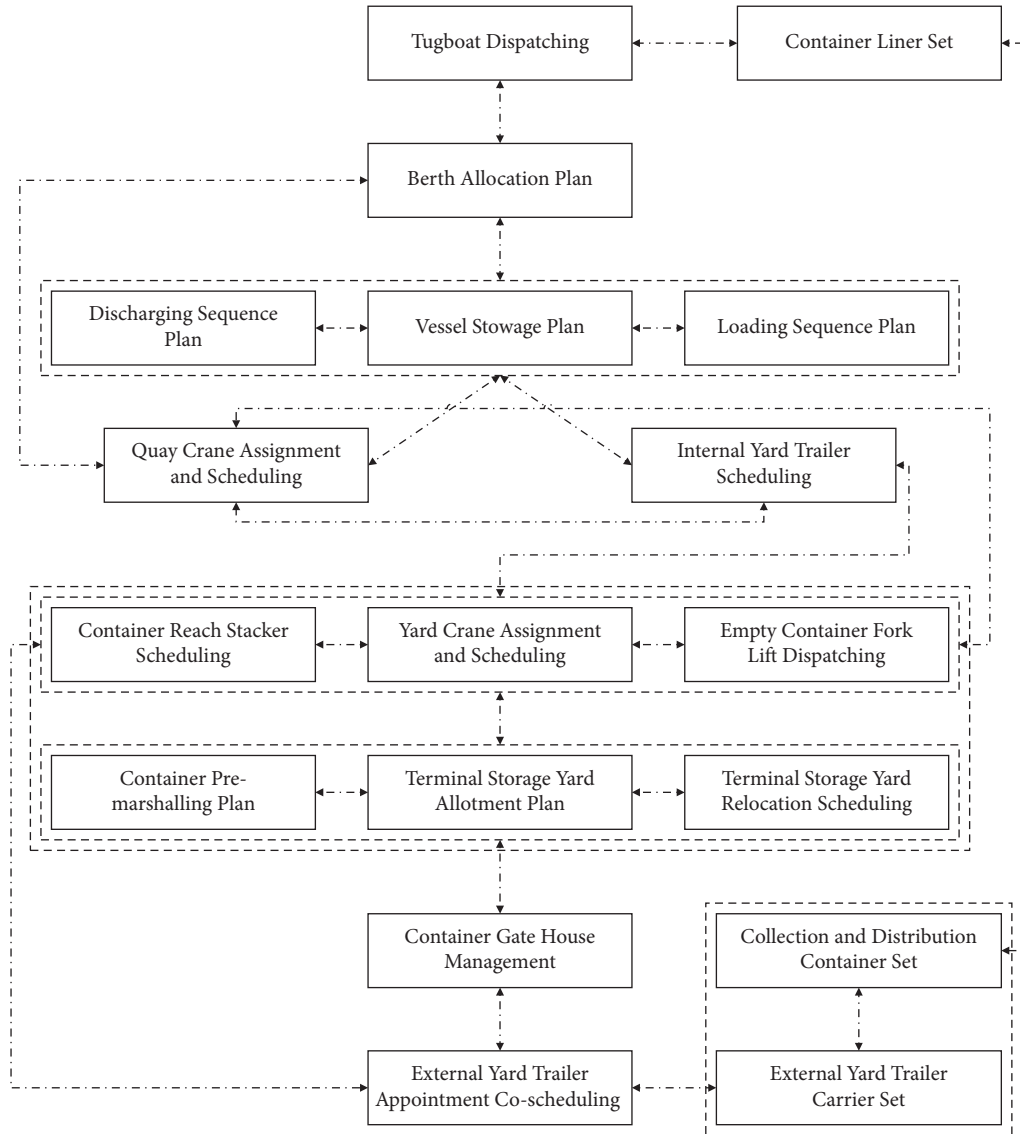 Tugboat Dispatching
Container Liner Set
Berth Allocation Plan
Discharging Sequence
Plan
Vessel Stowage Plan
Loading Sequence Plan
Quay Crane Assignment
and Scheduling
Internal Yard Trailer
Scheduling
Container Reach Stacker
Scheduling
Yard Crane Assignment
and Scheduling
Empty Container Fork
Lift Dispatching
Container Pre-
marshalling Plan
Terminal Storage Yard
Allotment Plan
Terminal Storage Yard
Relocation Scheduling
Container Gate House
Management
Collection and Distribution
Container Set
External Yard Trailer
Appointment Co-scheduling
External Yard Trailer
Carrier Set